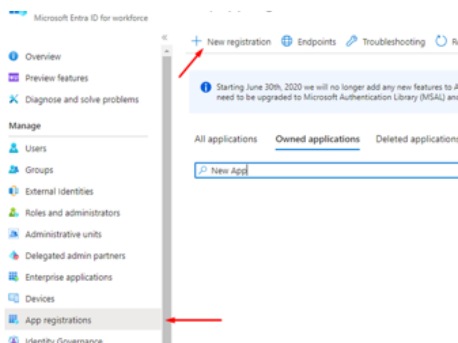 Microsoft Entra ID for workforce
Overview
Preview features
Diagnose and solve problems
Manage
Users
Groups
External Identities
Roles and administrators
Administrative units
Delegated admin partners
Enterprise applications
Devices
App registrations
Identity Governance
New registration Endpoints Troubleshooting
Starting June 30th, 2020 we will no longer add any new features to
need to be upgraded to Microsoft Authentication Library (MSAL) and
All applications Owned applications Deleted applications
New App